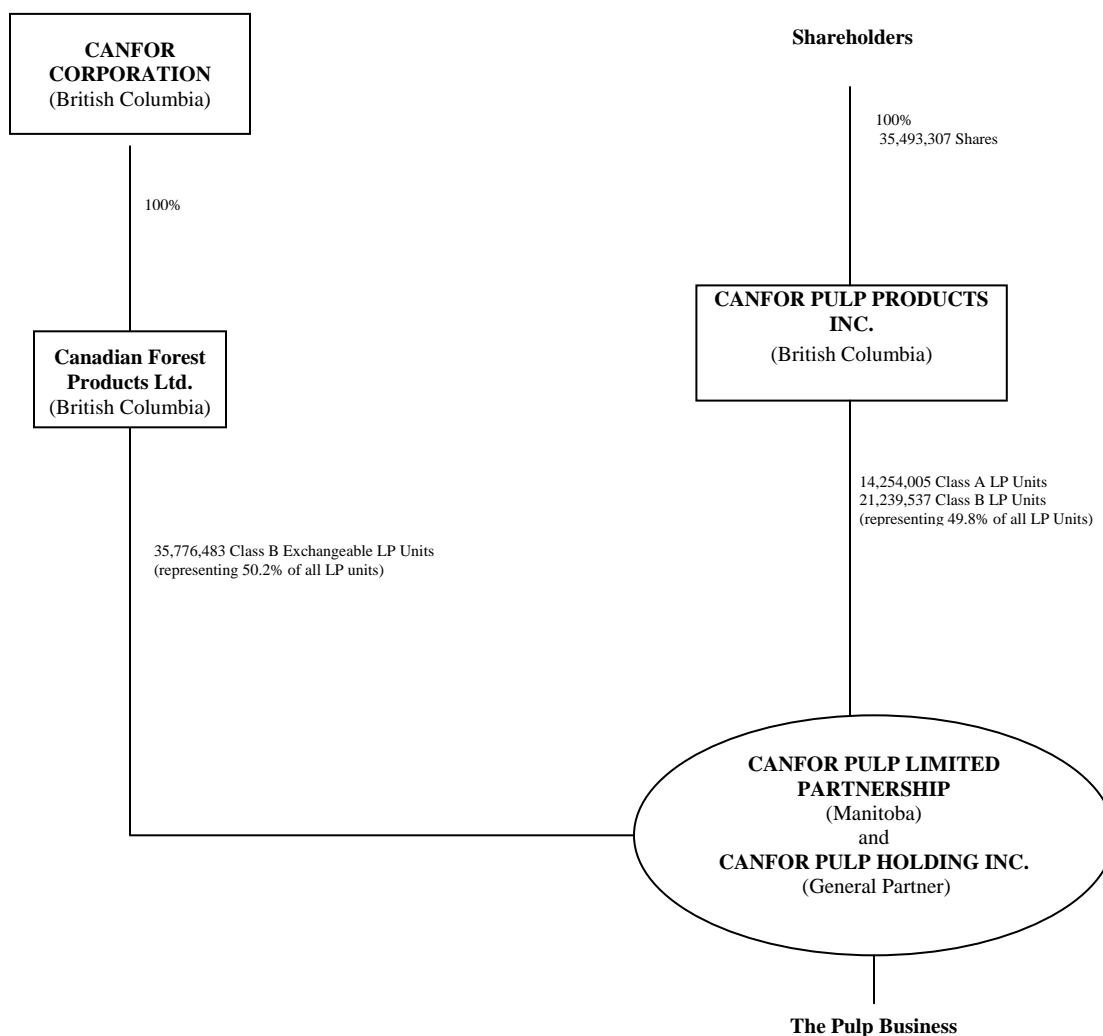 CANFOR
CORPORATION
(British Columbia)
100%
Canadian Forest
Products Ltd.
(British Columbia)
35,776,483 Class B Exchangeable LP Units
(representing 50.2% of all LP units)
Shareholders
100%
35,493,307 Shares
CANFOR PULP PRODUCTS
INC.
(British Columbia)
14,254,005 Class A LP Units
21,239,537 Class B LP Units
(representing 49.8% of all LP Units)
CANFOR PULP LIMITED
PARTNERSHIP
(Manitoba)
and
CANFOR PULP HOLDING INC.
(General Partner)
The Pulp Business